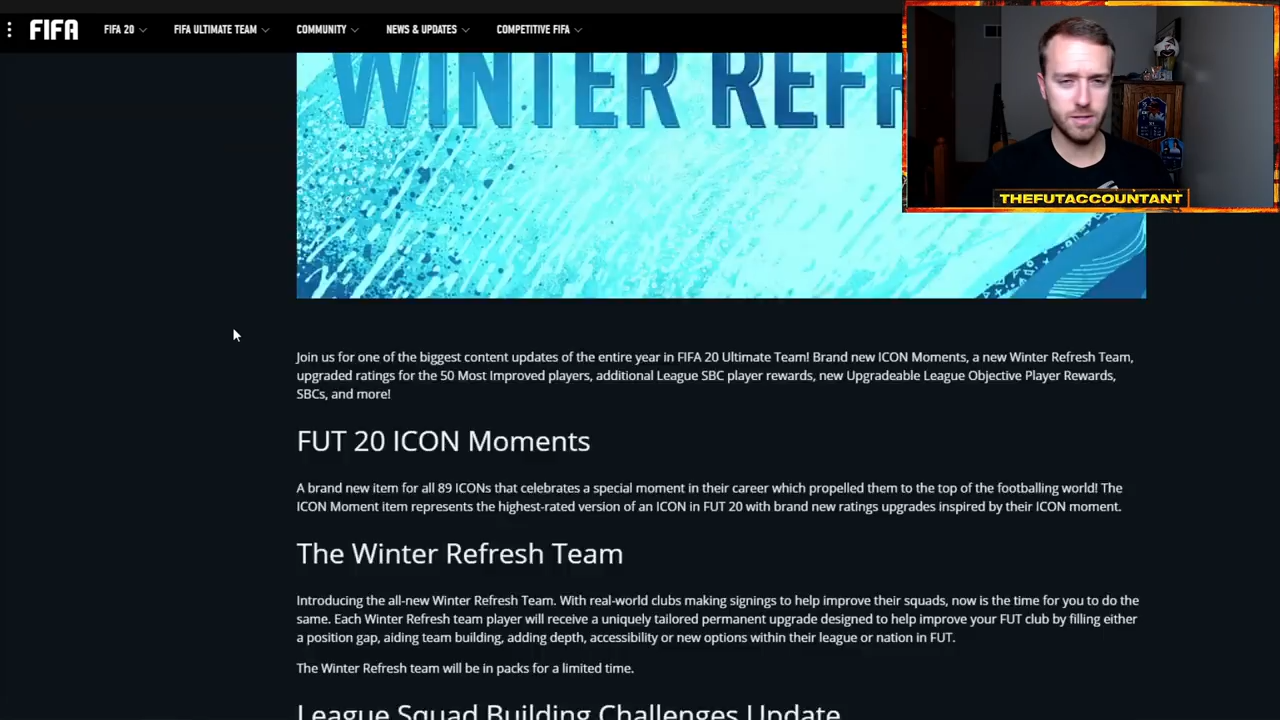 FIFA
FIFA 20
FIFA ULTIMATE TEAM
COMMUNITY
NEWS & UPDATES
COMPETITIVE FIFA
WINTER REF
THEFUTACCOUNTANT
Join us for one of the biggest content updates of the entire year in FIFA 20 Ultimate Team! Brand new ICON Moments, a new Winter Refresh Team,
upgraded ratings for the 50 Most Improved players, additional League SBC player rewards, new Upgradeable League Objective Player Rewards,
SBCs, and more!
FUT 20 ICON Moments
A brand new item for all 89 ICONs that celebrates a special moment in their career which propelled them to the top of the footballing world! The
ICON Moment item represents the highest-rated version of an ICON in FUT 20 with brand new ratings upgrades inspired by their ICON moment.
The Winter Refresh Team
Introducing the all-new Winter Refresh Team. With real-world clubs making signings to help improve their squads, now is the time for you to do the
same. Each Winter Refresh team player will receive a uniquely tailored permanent upgrade designed to help improve your FUT club by filling either
a position gap, aiding team building, adding depth, accessibility or new options within their league or nation in FUT.
The Winter Refresh team will be in packs for a limited time.
League Squad Building Challenges Update